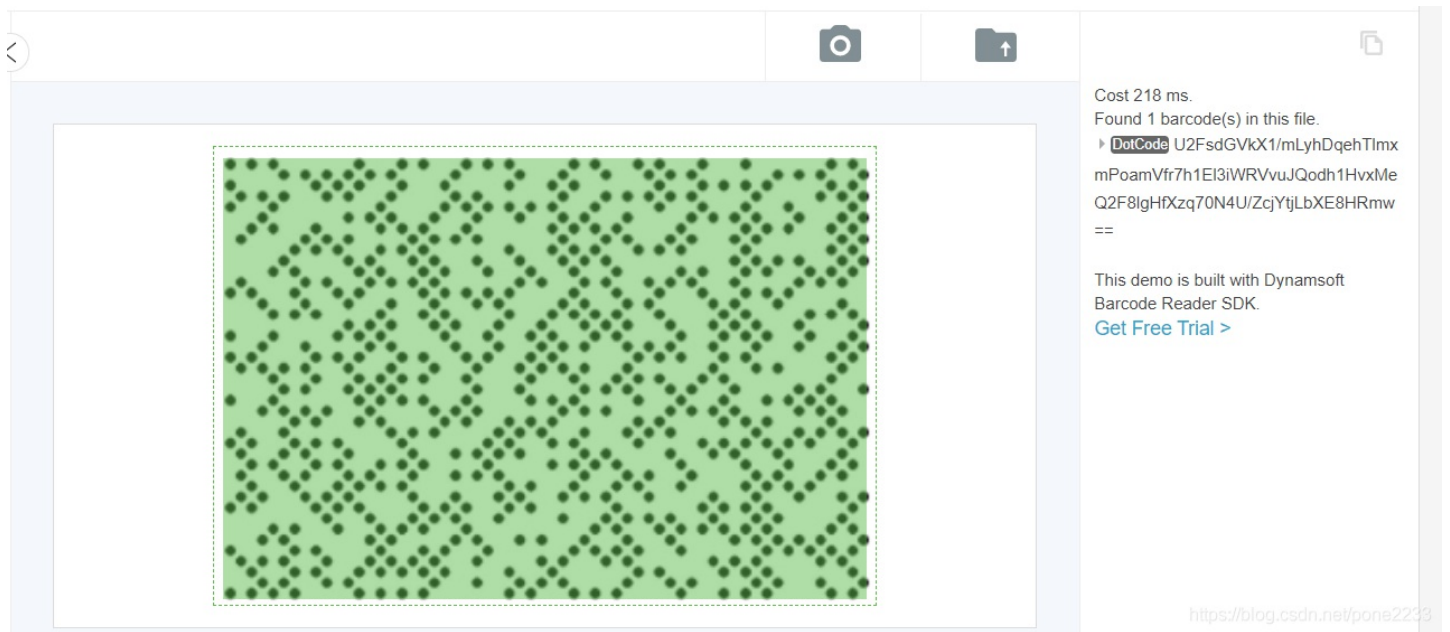 Cost 218 ms.
Found 1 barcode(s) in this file.
DotCode U2FsdGVkX1/mLyhDqehTlmx
mPoamVfr7h1El3iWRVvuJQodh1HvxMe
Q2F8lgHfXzq70N4U/ZcjYtjLbXE8HRmw
==
This demo is built with Dynamsoft
Barcode Reader SDK.
Get Free Trial >
https://blog.csdn.net/pone2233